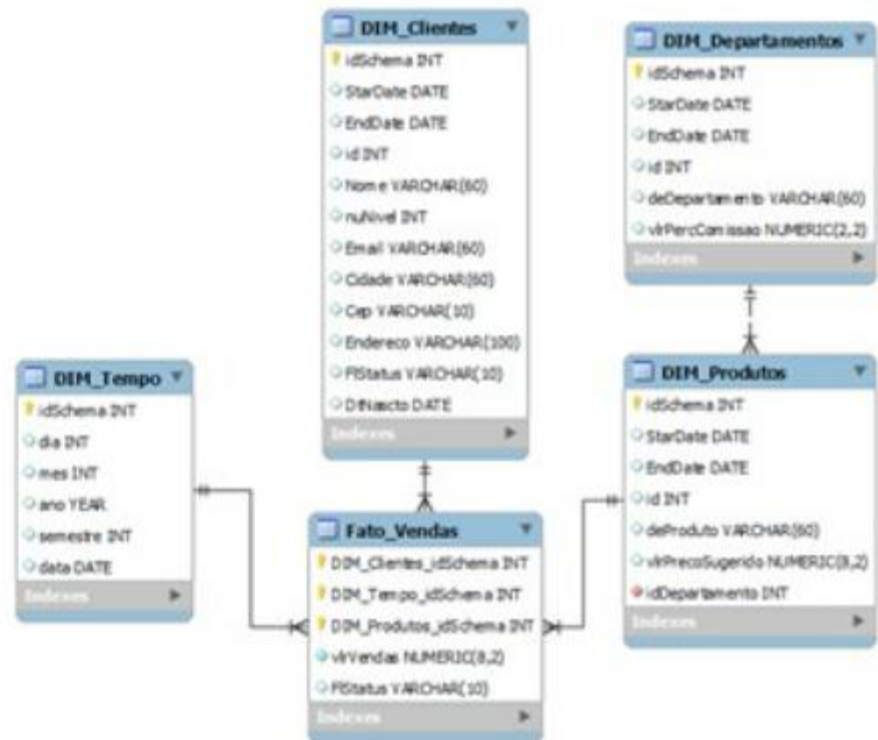 DIM_Clientes
idSchema INT
StarDate DATE
EndDate DATE
id INT
Nome VARCHAR(60)
nuNivel INT
Email VARCHAR(60)
Cidade VARCHAR(60)
Cep VARCHAR(10)
Endereco VARCHAR(100)
FlStatus VARCHAR(10)
DtNascto DATE
Indexes
DIM_Departamentos
idSchema INT
StarDate DATE
EndDate DATE
id INT
deDepartamento VARCHAR(60)
vlrPercComissao NUMERIC(2,2)
Indexes
DIM_Tempo
idSchema INT
dia INT
mes INT
ano YEAR
semestre INT
data DATE
Indexes
DIM_Produtos
idSchema INT
StarDate DATE
EndDate DATE
id INT
deProduto VARCHAR(60)
vlrPrecoSugerido NUMERIC(8,2)
idDepartamento INT
Indexes
Fato_Vendas
DIM_Clientes_idSchema INT
DIM_Tempo_idSchema INT
DIM_Produtos_idSchema INT
vlrVendas NUMERIC(8,2)
FlStatus VARCHAR(10)
Indexes